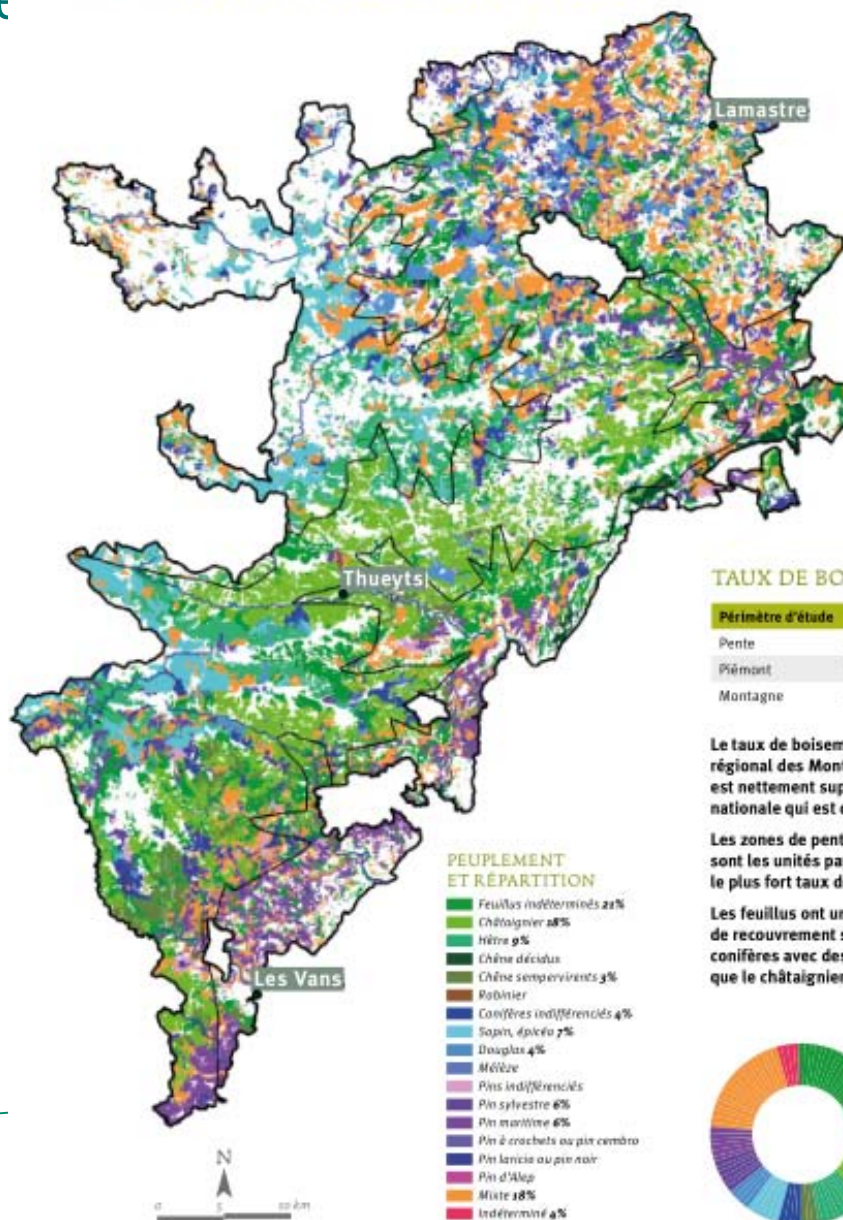 Lamastre
Thueyts
Les Vans
TAUX DE BO
Périmètre d'étude
Pente
Piémont
Montagne
Le taux de boisem
régional des Mont
est nettement sup
nationale qui est
Les zones de pent
sont les unités pa
le plus fort taux d
Les feuillus ont un
de recouvrement s
conifères avec des
que le châtaignier
PEUPLEMENT
ET RÉPARTITION
Feuillus indéterminés 21%
Châtaignier 18%
Hêtre 9%
Chêne décidus
Chêne sempervirents 3%
Robinier
Conifères indifférenciés 4%
Sapin, épicéa 7%
Douglas 4%
Mélèze
Pins indifférenciés
Pin sylvestre 6%
Pin maritime 6%
Pin à crochets ou pin cembro
Pin laricio ou pin noir
Pin d'Alep
Mixte 18%
Indéterminé 4%
N
0 5 10 km